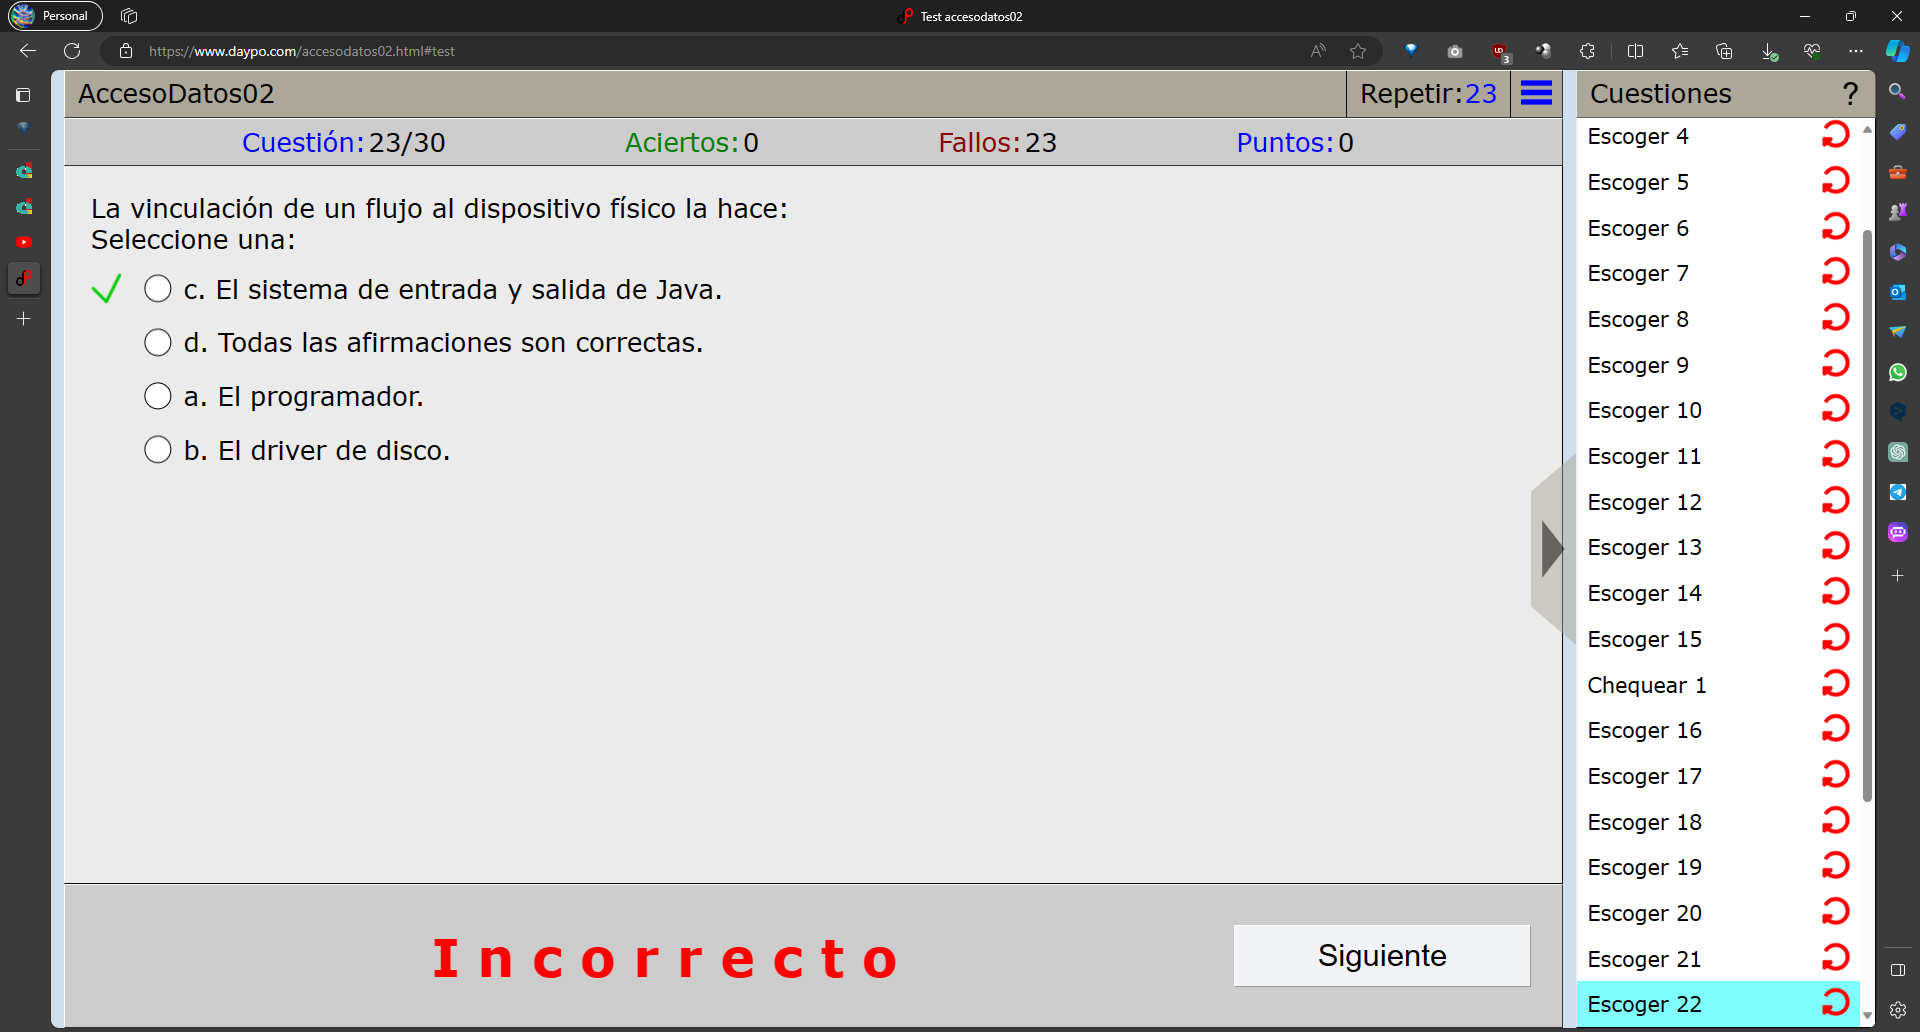 Personal
Test accesodatos02
https://www.daypo.com/accesodatos02.html#test
AccesoDatos02
Repetir:23
Cuestiones
?
Cuestión:23/30
Aciertos:0
Fallos:23
Puntos:0
La vinculación de un flujo al dispositivo físico la hace:
Seleccione una:
c. El sistema de entrada y salida de Java.
d. Todas las afirmaciones son correctas.
a. El programador.
b. El driver de disco.
Incorrecto
Siguiente
Escoger 4
Escoger 5
Escoger 6
Escoger 7
Escoger 8
Escoger 9
Escoger 10
Escoger 11
Escoger 12
Escoger 13
Escoger 14
Escoger 15
Chequear 1
Escoger 16
Escoger 17
Escoger 18
Escoger 19
Escoger 20
Escoger 21
Escoger 22
3